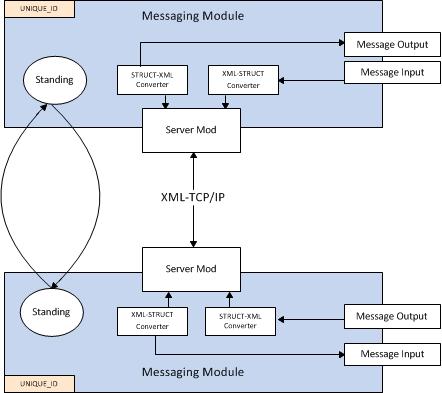 UNIQUE_ID
Messaging Module
Message Output
Message Input
Standing
STRUCT-XML
Converter
XML-STRUCT
Converter
Server Mod
XML-TCP/IP
Server Mod
Standing
XML-STRUCT
Converter
STRUCT-XML
Converter
Message Output
Message Input
Messaging Module
UNIQUE_ID